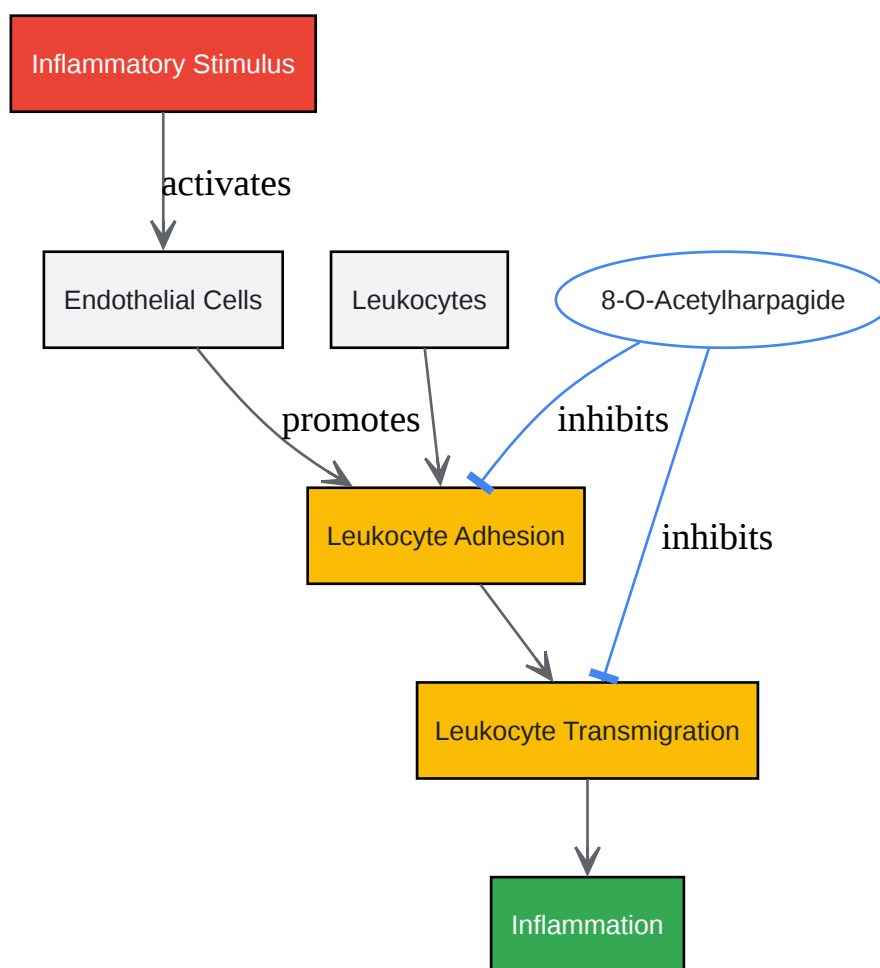 Inflammatory Stimulus
activates
Endothelial Cells
Leukocytes
8-O-Acetylharpagide
promotes
inhibits
Leukocyte Adhesion
inhibits
Leukocyte Transmigration
Inflammation